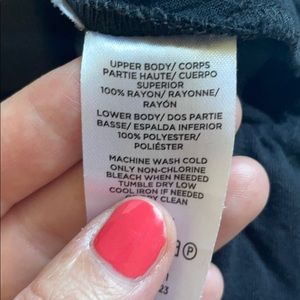 UPPER BODY/ CORPS
PARTIE HAUTE/ CUERPO
SUPERIOR
100% RAYON/ RAYONNE/
RAYÓN
LOWER BODY/ DOS PARTIE
BASSE/ ESPALDA INFERIOR
100% POLYESTER/
POLIÉSTER
MACHINE WASH COLD
ONLY NON-CHLORINE
BLEACH WHEN NEEDED
TUMBLE DRY LOW
COOL IRON IF NEEDED
CLEAN
P
23